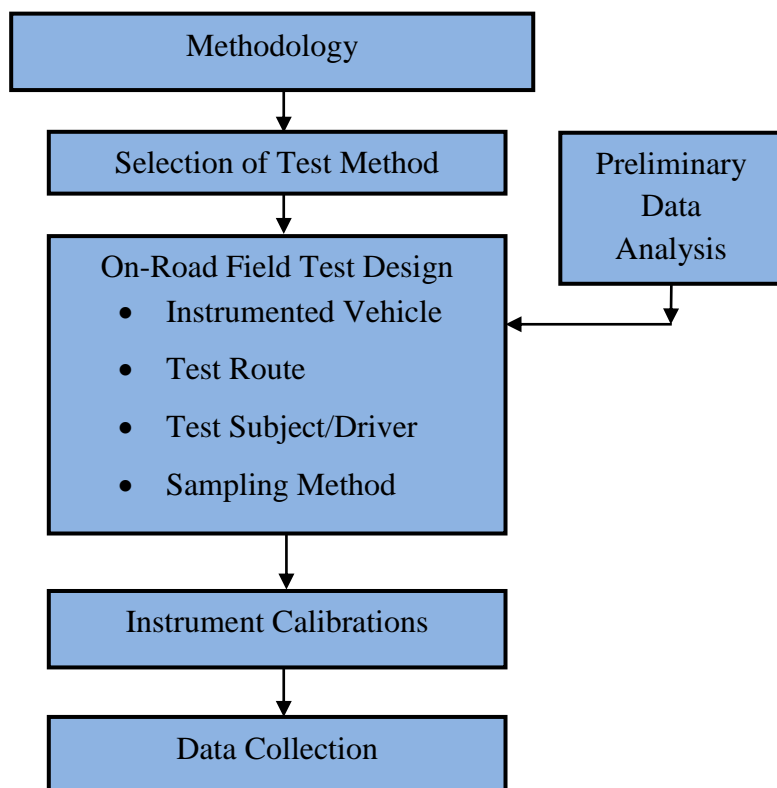 Methodology
Selection of Test Method
Preliminary
Data
Analysis
On-Road Field Test Design
• Instrumented Vehicle
• Test Route
• Test Subject/Driver
• Sampling Method
Instrument Calibrations
Data Collection